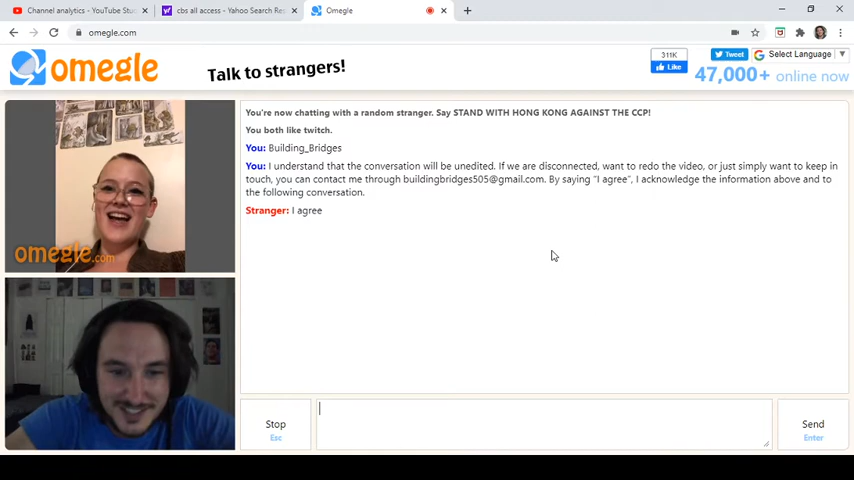 Channel analytics - YouTube Stu
cbs all access - Yahoo Search Res
Omegle
omegle.com
omegle
Talk to strangers!
311K
Like
Tweet
Select Language
47,000+ online now
You're now chatting with a random stranger. Say STAND WITH HONG KONG AGAINST THE CCP!
You both like twitch.
You: Building_Bridges
You: I understand that the conversation will be unedited. If we are disconnected, want to redo the video, or just simply want to keep in
touch, you can contact me through buildingbridges505@gmail.com. By saying "I agree", I acknowledge the information above and to
the following conversation.
Stranger: I agree
omegle.com
Stop
Esc
Send
Enter